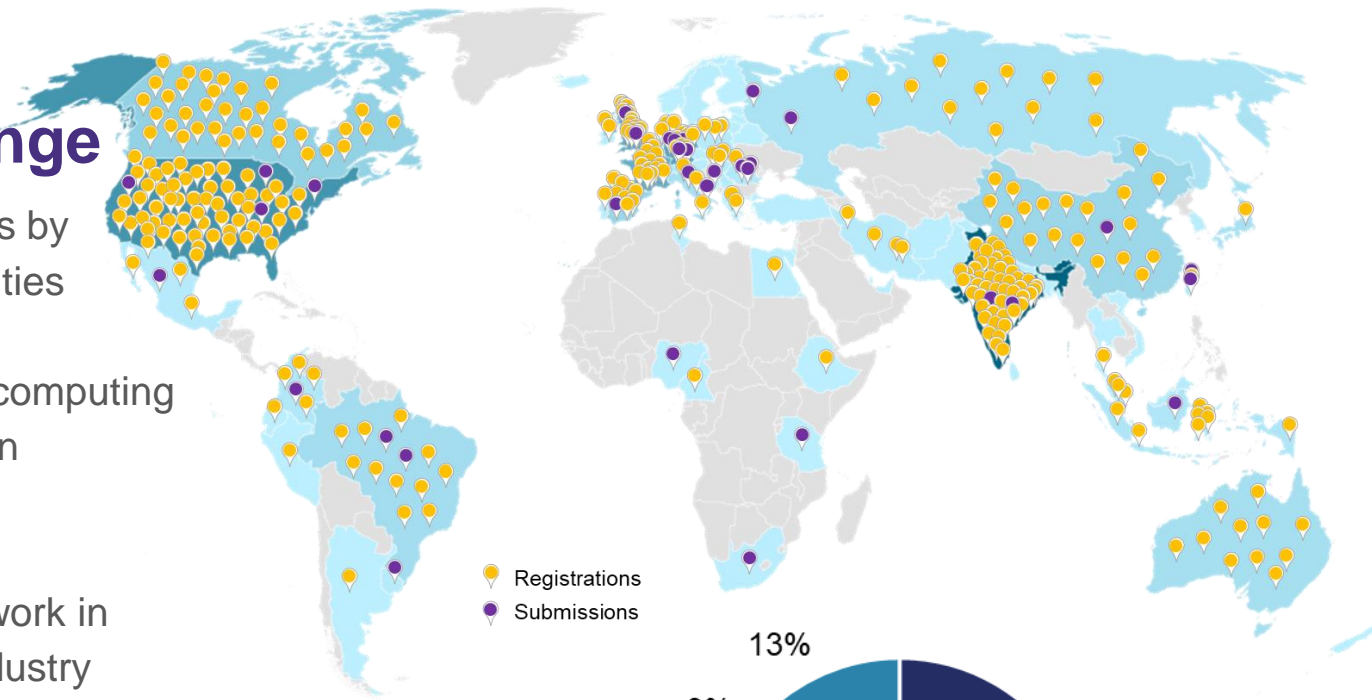 nge
s by
ties
computing
n
work in
dustry
Registrations
Submissions
13%